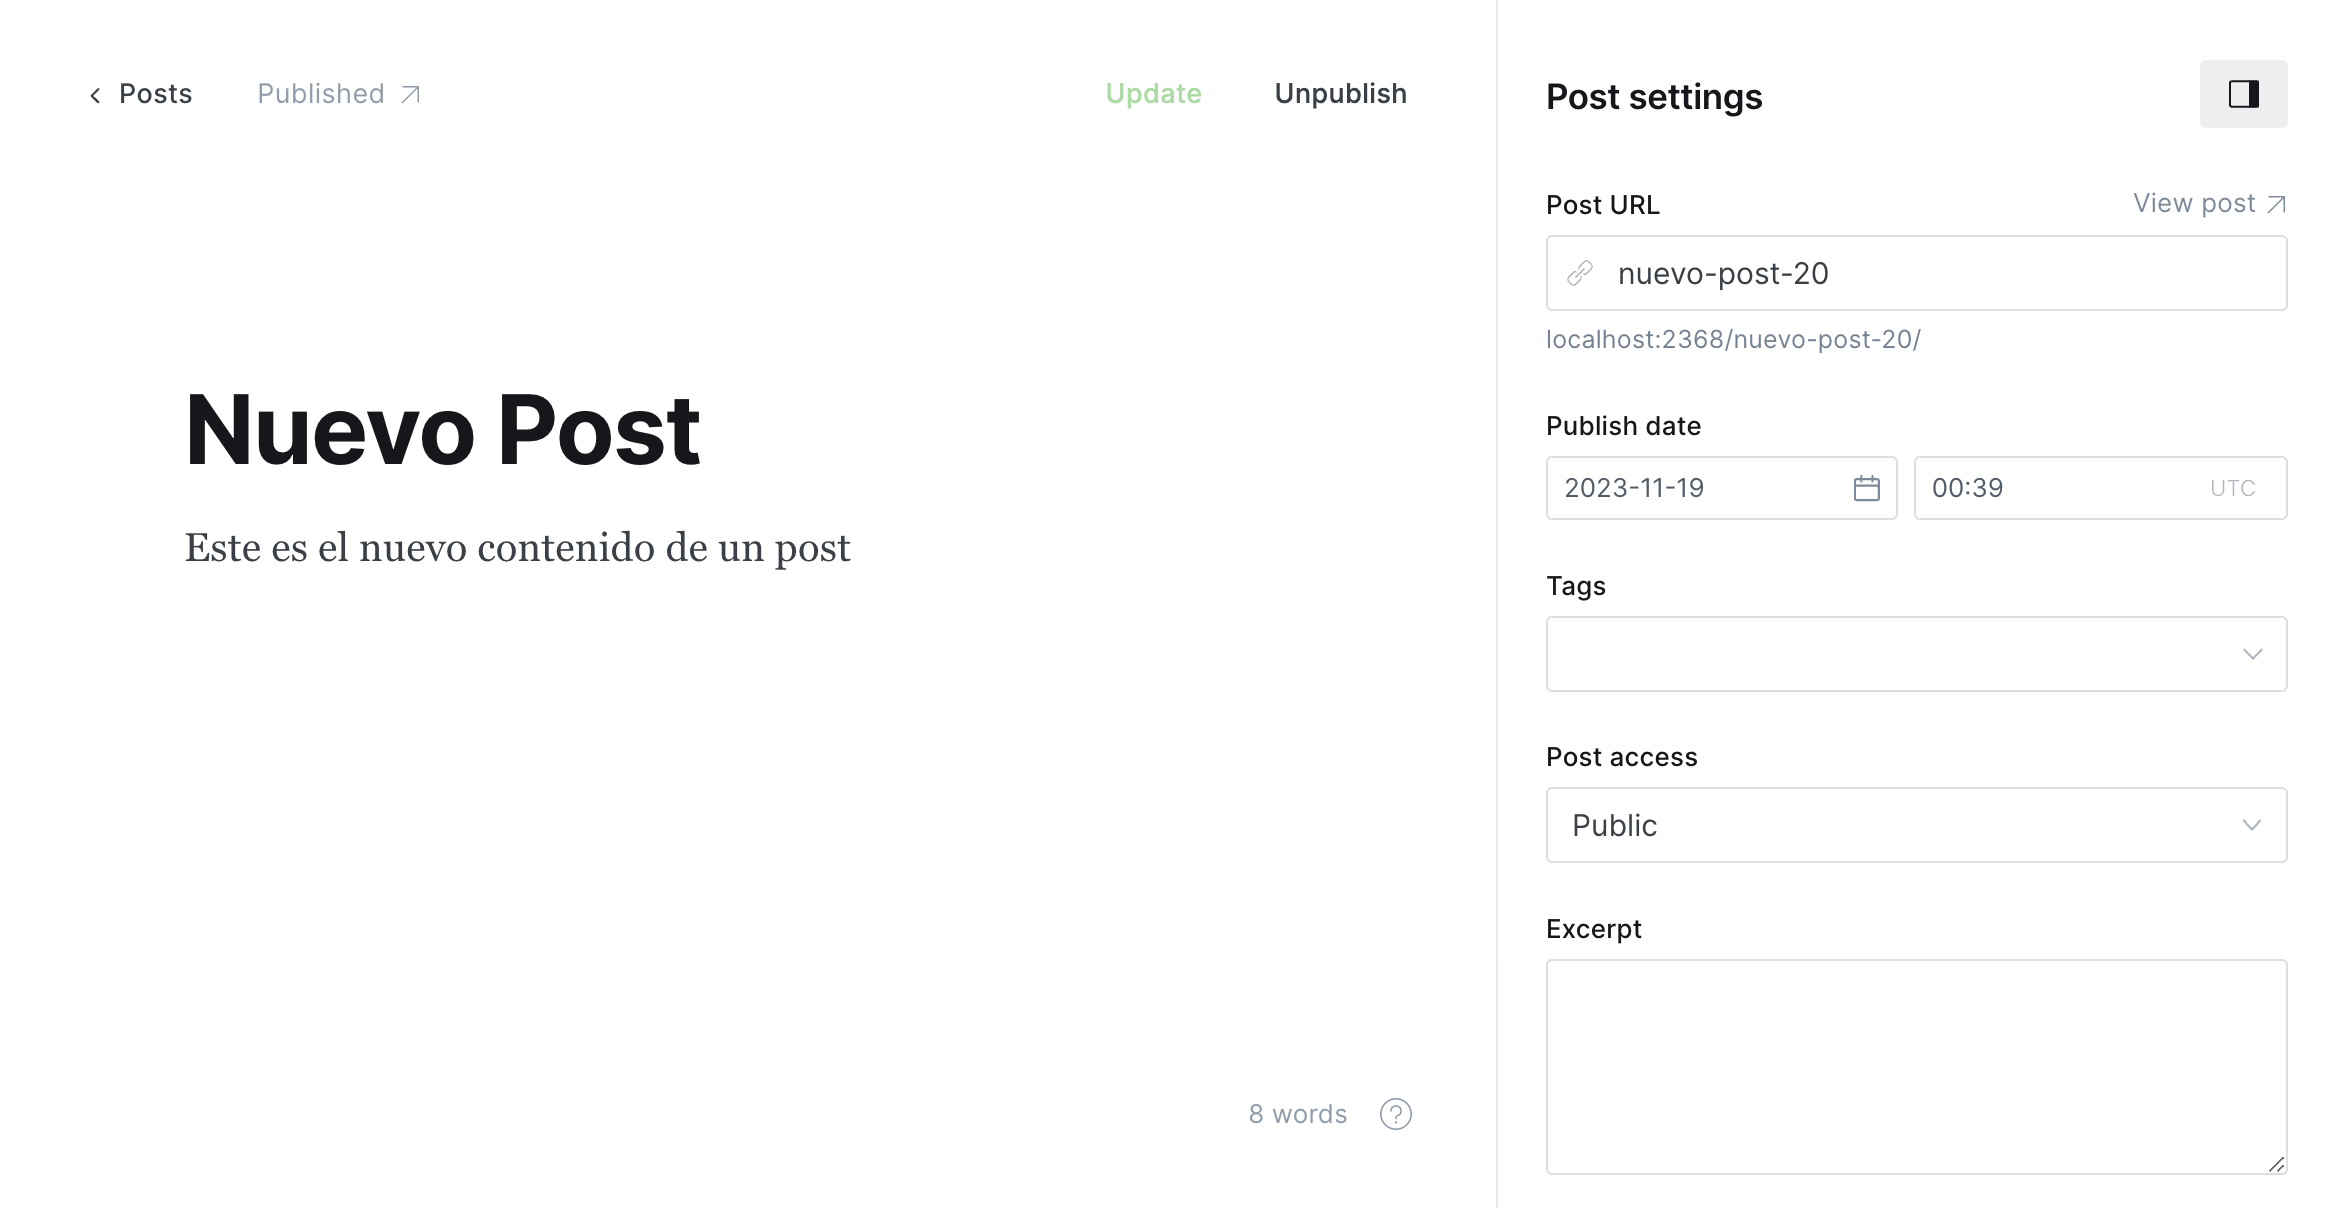 Posts
Published
Update
Unpublish
Nuevo Post
Este es el nuevo contenido de un post
8 words
?
Post settings
Post URL
View post
nuevo-post-20
localhost:2368/nuevo-post-20/
Publish date
2023-11-19
00:39
UTC
Tags
Post access
Public
Excerpt